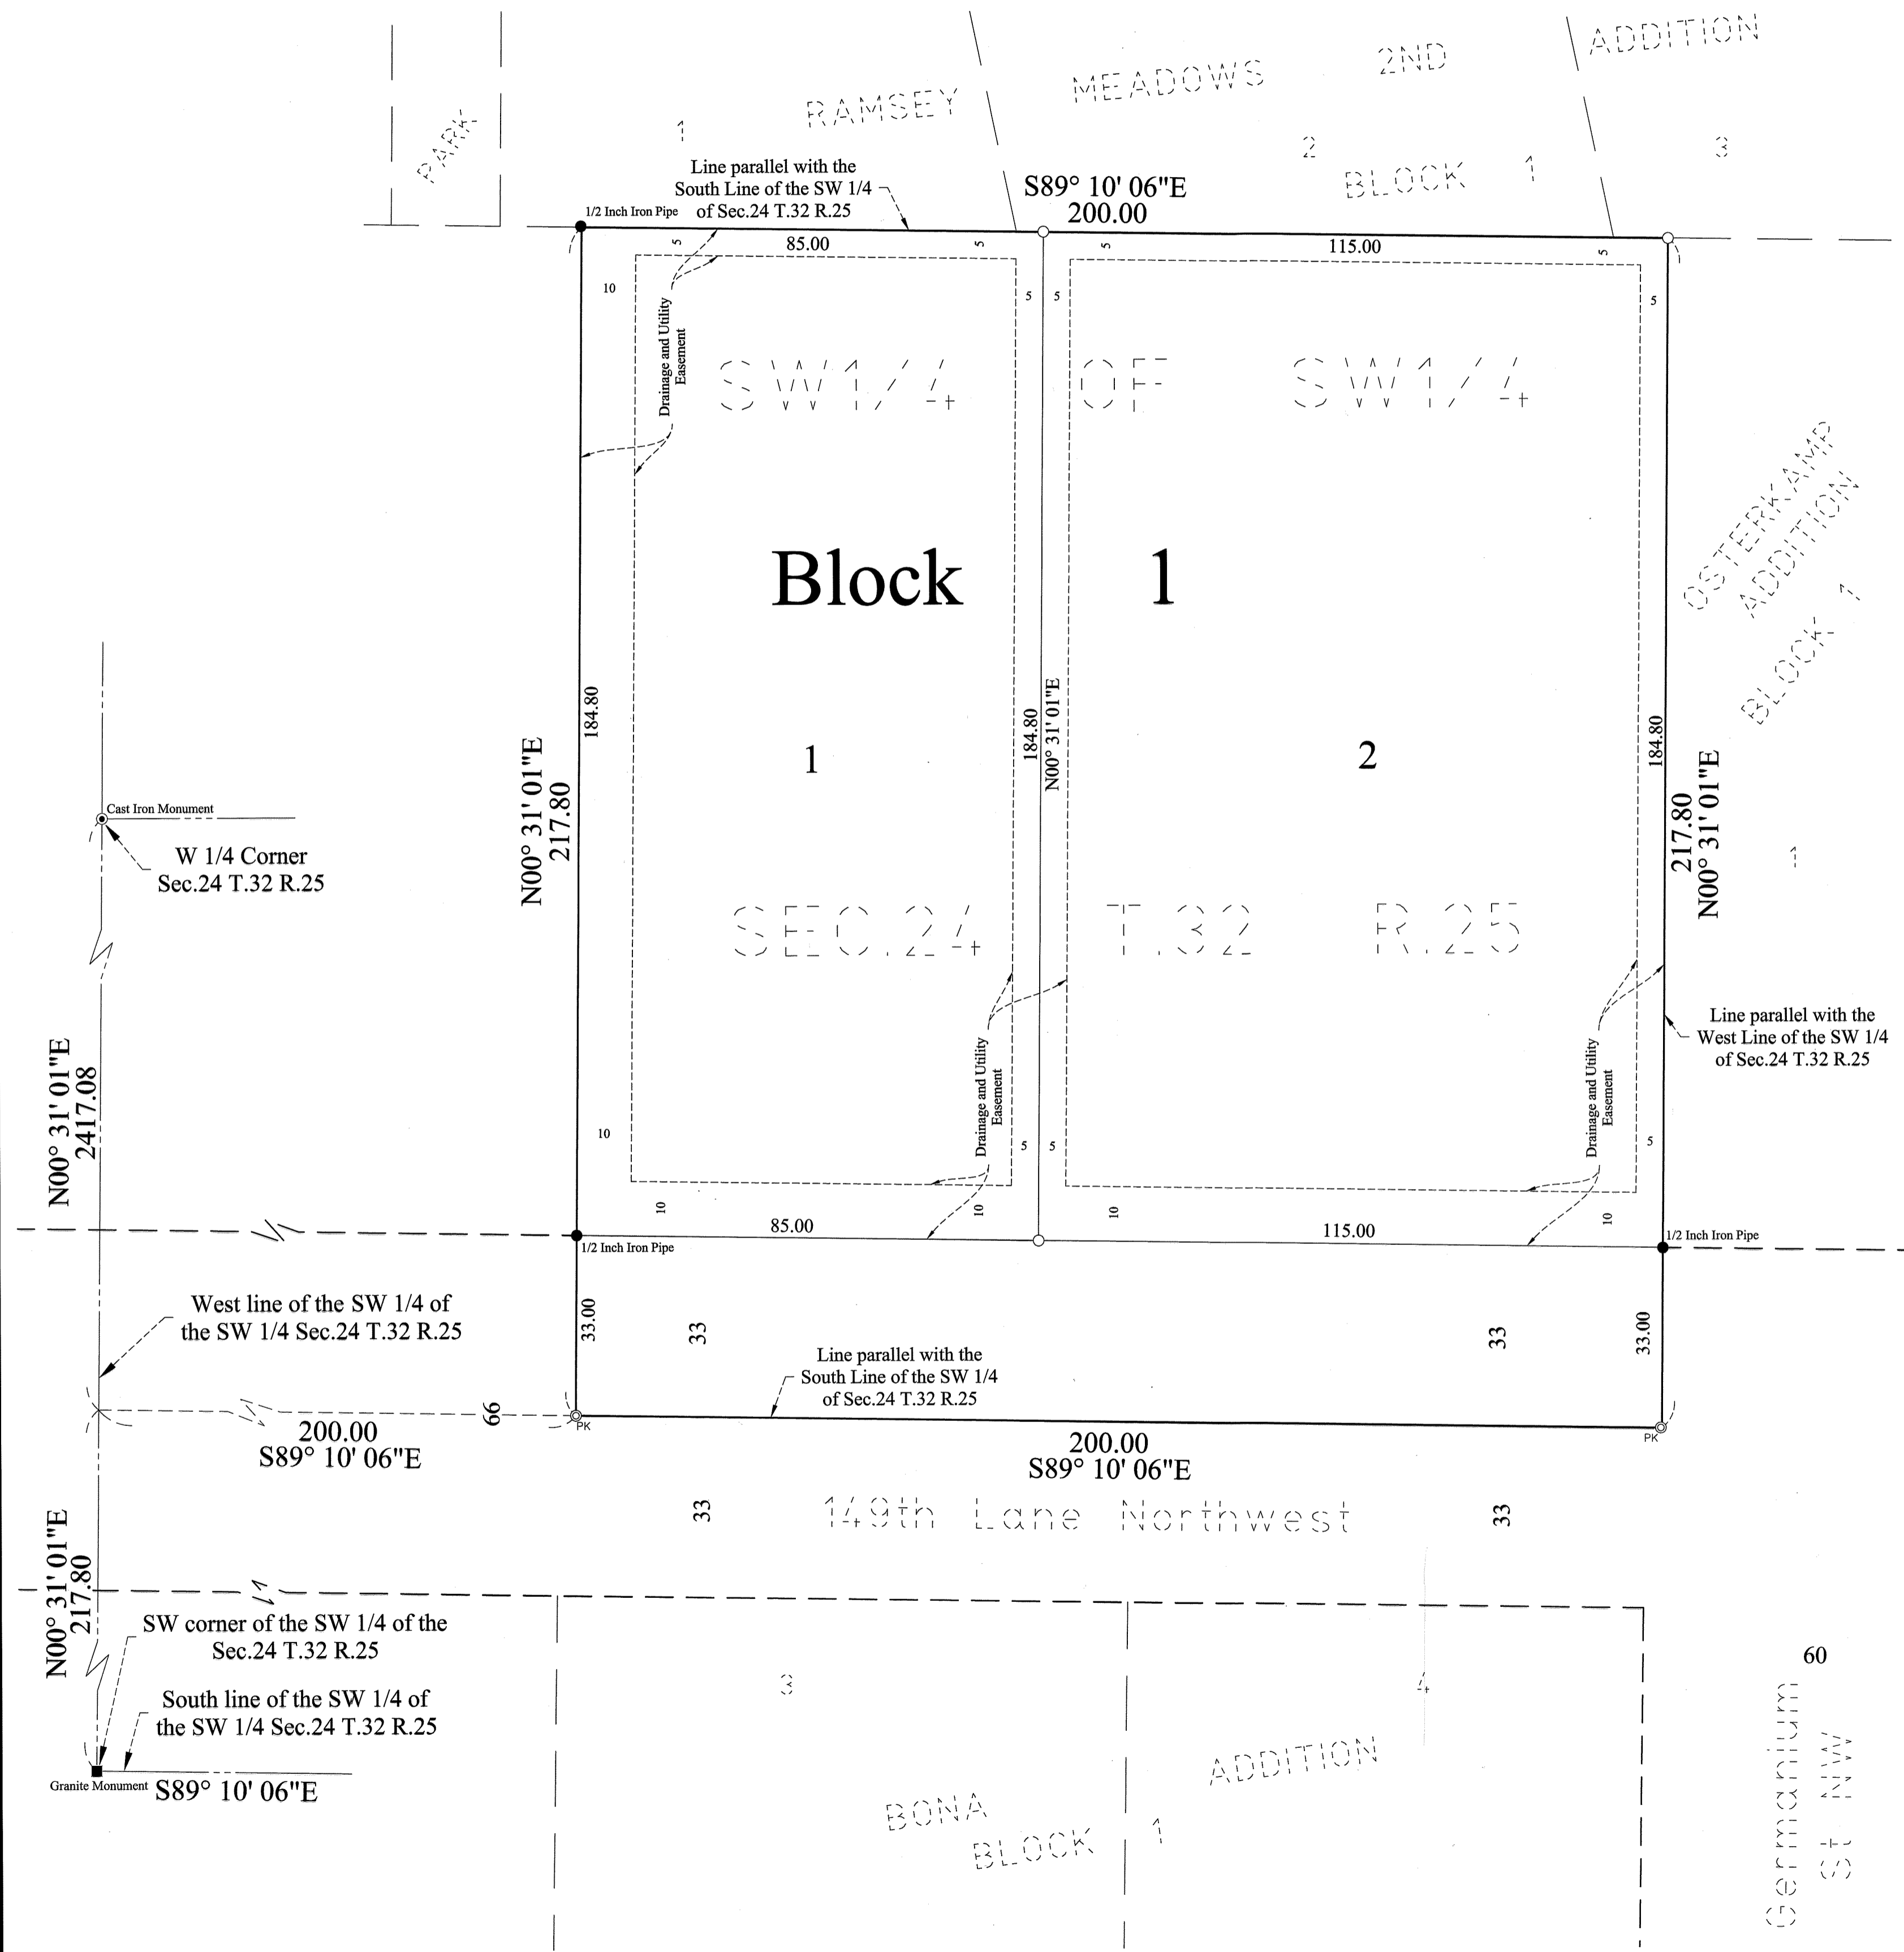 ADDITION
2ND
MEADOWS
RAMSEY
PARK
1
2
3
BLOCK 1
Line parallel with the
South Line of the SW 1/4
of Sec.24 T.32 R.25
S89° 10' 06"E
200.00
1/2 Inch Iron Pipe
5
85.00
5
5
115.00
5
10
5
5
5
Drainage and Utility
Easement
SW1/4 OF SW1/4
OSTERKAMP
ADDITION
BLOCK 1
Block 1
184.80
184.80
N00° 31' 01"E
184.80
1
2
N00° 31' 01"E
217.80
217.80
N00° 31' 01"E
Cast Iron Monument
W 1/4 Corner
Sec.24 T.32 R.25
1
SEC.24 T.32 R.25
Line parallel with the
West Line of the SW 1/4
of Sec.24 T.32 R.25
N00° 31' 01"E
2417.08
Drainage and Utility
Easement
Drainage and Utility
Easement
10
5
5
5
10
10
10
10
85.00
115.00
1/2 Inch Iron Pipe
1/2 Inch Iron Pipe
West line of the SW 1/4 of
the SW 1/4 Sec.24 T.32 R.25
33.00
33
33
33.00
Line parallel with the
South Line of the SW 1/4
of Sec.24 T.32 R.25
66
PK
PK
200.00
S89° 10' 06"E
200.00
S89° 10' 06"E
33
149th Lane Northwest
33
N00° 31' 01"E
217.80
SW corner of the SW 1/4 of the
Sec.24 T.32 R.25
South line of the SW 1/4 of
the SW 1/4 Sec.24 T.32 R.25
Granite Monument
S89° 10' 06"E
3
4
60
ADDITION
BONA
BLOCK 1
Germanium
St NW